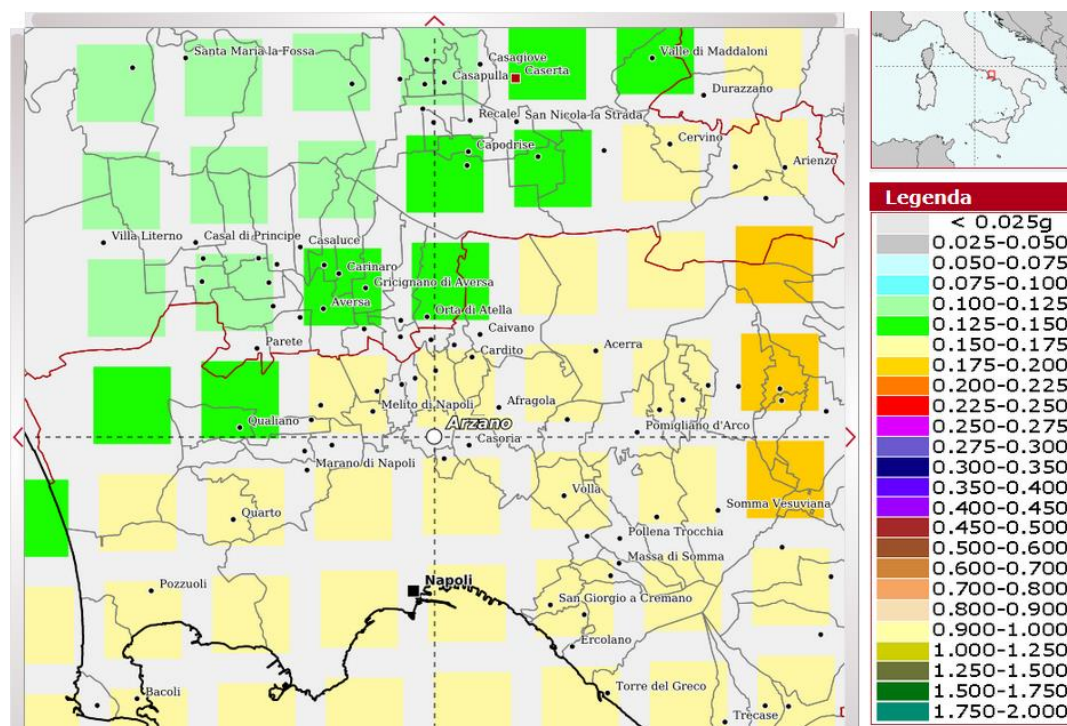 Santa Maria la Fossa
Casagiove
Casapulla
Caserta
Valle di Maddaloni
Durazzano
Recale
San Nicola la Strada
Capodrise
Cervino
Arienzo
Villa Literno
Casal di Principe
Casaluce
Carinaro
Gricignano di Aversa
Aversa
Orta di Atella
Parete
Caivano
Cardito
Acerra
Melito di Napoli
Afragola
Qualiano
Arzano
Pomigliano d'Arco
Casoria
Marano di Napoli
Volla
Quarto
Somma Vesuviana
Pollena Trocchia
Massa di Somma
Pozzuoli
Napoli
San Giorgio a Cremano
Ercolano
Bacoli
Torre del Greco
Trecase
Legenda
< 0.025g
0.025-0.050
0.050-0.075
0.075-0.100
0.100-0.125
0.125-0.150
0.150-0.175
0.175-0.200
0.200-0.225
0.225-0.250
0.250-0.275
0.275-0.300
0.300-0.350
0.350-0.400
0.400-0.450
0.450-0.500
0.500-0.600
0.600-0.700
0.700-0.800
0.800-0.900
0.900-1.000
1.000-1.250
1.250-1.500
1.500-1.750
1.750-2.000